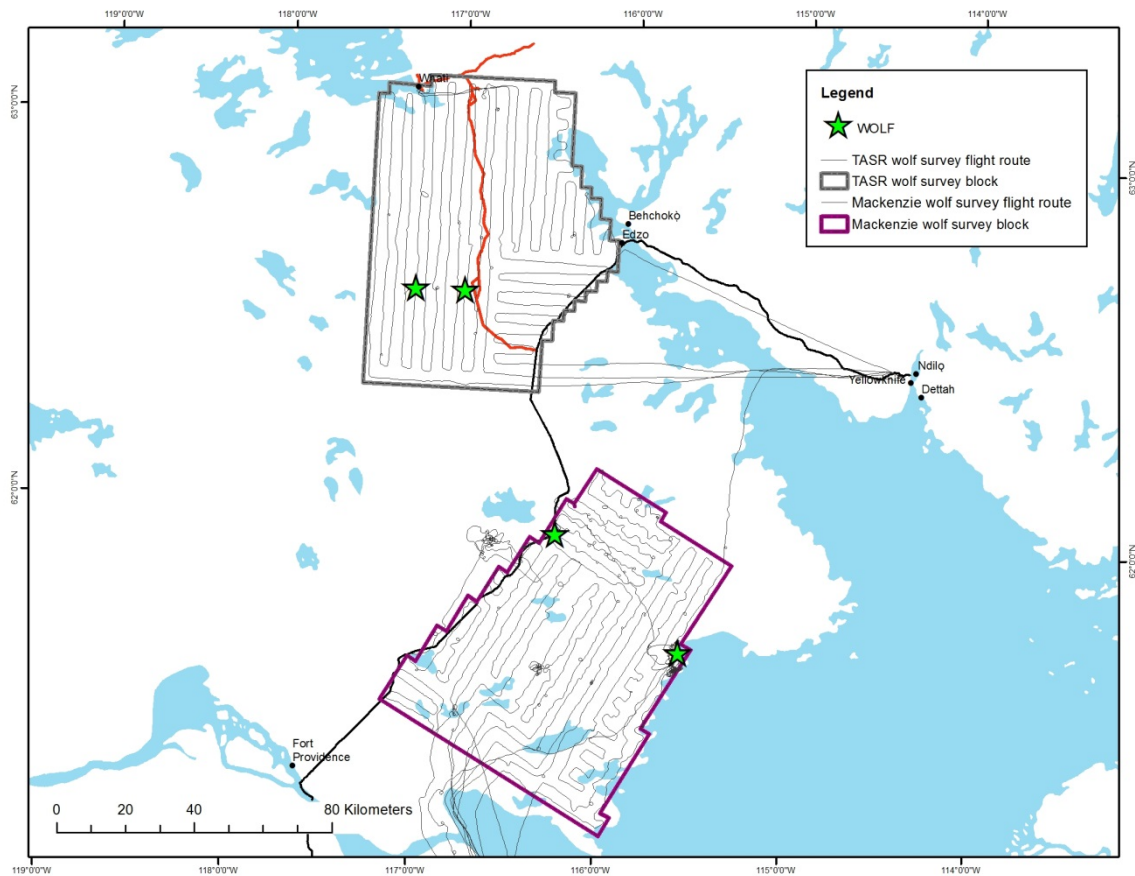 119°0'0"W
118°0'0"W
117°0'0"W
116°0'0"W
115°0'0"W
114°0'0"W
63°0'0"N
63°0'0"N
62°0'0"N
62°0'0"N
Whatì
Behchokǫ̀
Edzo
Ndilǫ
Yellowknife
Dettah
Fort
Providence
Legend
WOLF
TASR wolf survey flight route
TASR wolf survey block
Mackenzie wolf survey flight route
Mackenzie wolf survey block
0 20 40 80 Kilometers
119°0'0"W
118°0'0"W
117°0'0"W
116°0'0"W
115°0'0"W
114°0'0"W